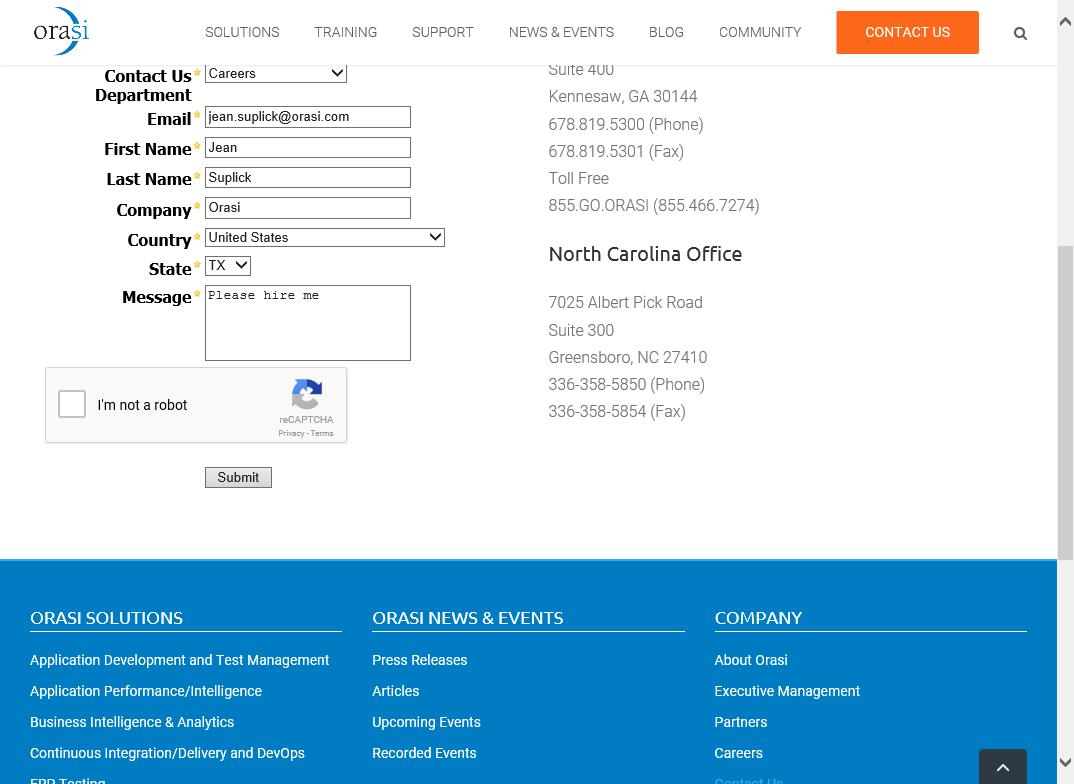 orasi
SOLUTIONS
TRAINING
SUPPORT
NEWS & EVENTS
BLOG
COMMUNITY
CONTACT US
Contact Us
Department
Careers
Email
jean.suplick@orasi.com
First Name
Jean
Last Name
Suplick
Company
Orasi
Country
United States
State
TX
Message
Please hire me
I'm not a robot
reCAPTCHA
Privacy - Terms
Submit
Suite 400
Kennesaw, GA 30144
678.819.5300 (Phone)
678.819.5301 (Fax)
Toll Free
855.GO.ORASI (855.466.7274)
North Carolina Office
7025 Albert Pick Road
Suite 300
Greensboro, NC 27410
336-358-5850 (Phone)
336-358-5854 (Fax)
ORASI SOLUTIONS
Application Development and Test Management
Application Performance/Intelligence
Business Intelligence & Analytics
Continuous Integration/Delivery and DevOps
ERP Testing
ORASI NEWS & EVENTS
Press Releases
Articles
Upcoming Events
Recorded Events
COMPANY
About Orasi
Executive Management
Partners
Careers
Contact Us